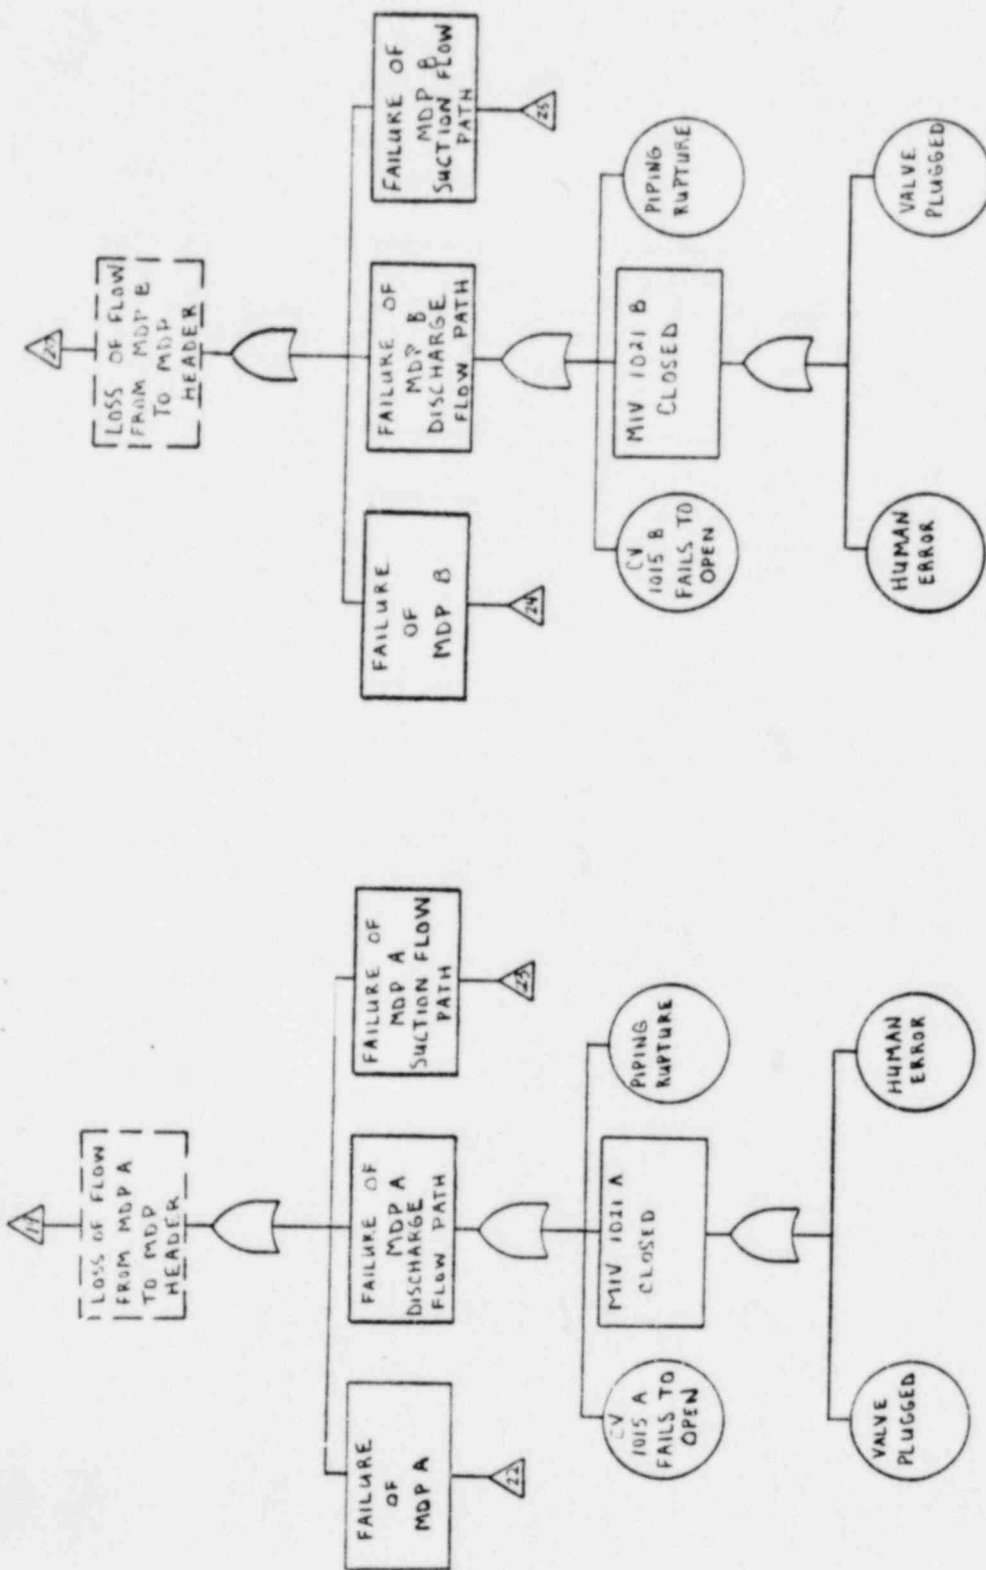 LOSS OF FLOW
FROM MDP A
TO MDP
HEADER
FAILURE
OF
MDP A
22
FAILURE OF
MDP A
DISCHARGE
FLOW PATH
FAILURE OF
MDP A
SUCTION FLOW
PATH
23
CV
1015 A
FAILS TO
OPEN
MIV 1021 A
CLOSED
PIPING
RUPTURE
VALVE
PLUGGED
HUMAN
ERROR
20
LOSS OF FLOW
FROM MDP B
TO MDP
HEADER
FAILURE
OF
MDP B
24
FAILURE OF
MDP B
DISCHARGE
FLOW PATH
FAILURE OF
MDP B
SUCTION FLOW
PATH
25
CV
1015 B
FAILS TO
OPEN
MIV 1021 B
CLOSED
PIPING
RUPTURE
HUMAN
ERROR
VALVE
PLUGGED